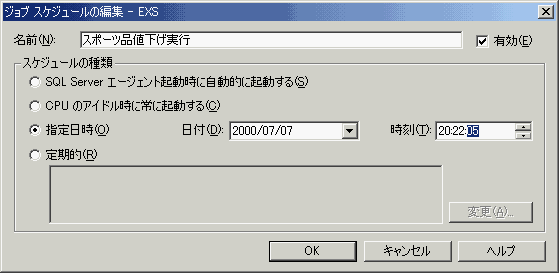 ジョブ スケジュールの編集 - EXS
名前(N): スポーツ品値下げ実行 有効(E)
スケジュールの種類
SQL Server エージェント起動時に自動的に起動する(S)
CPU のアイドル時に常に起動する(C)
指定日時(O) 日付(D): 2000/07/07 時刻(T): 20:22:05
定期的(R)
変更(A)...
OK キャンセル ヘルプ